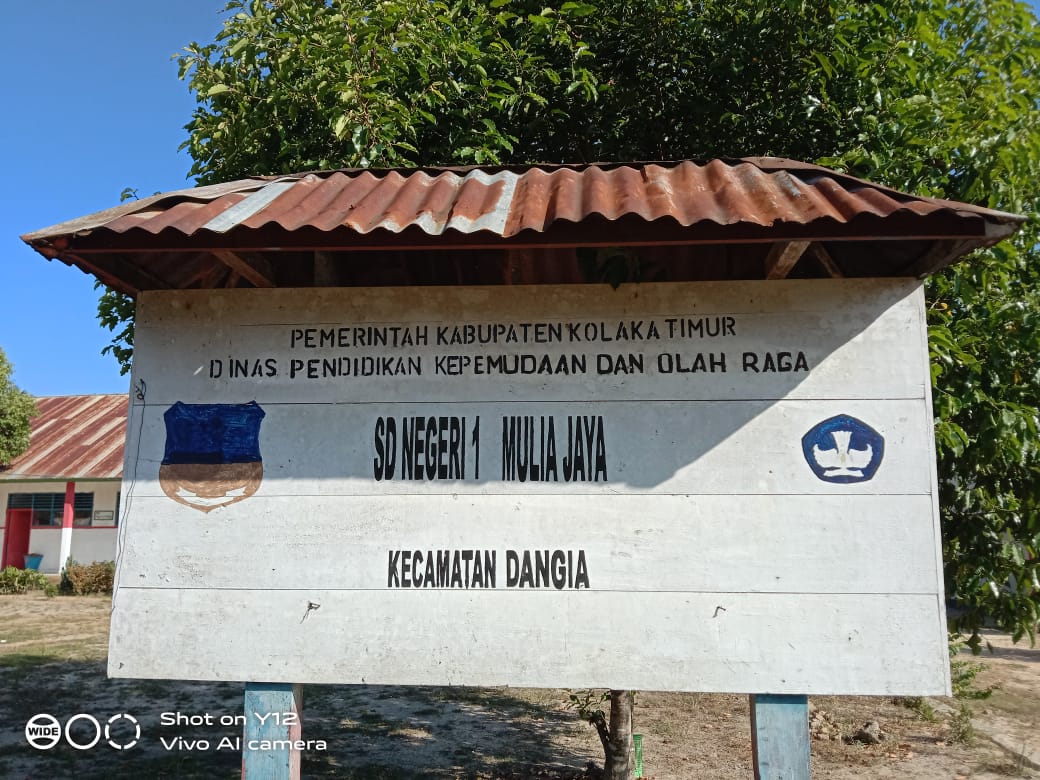 PEMERINTAH KABUPATEN KOLAKA TIMUR
DINAS PENDIDIKAN KEPEMUDAAN DAN OLAH RAGA
SD NEGERI 1 MULIA JAYA
KECAMATAN DANGIA
WIDE
Shot on Y12
Vivo AI camera